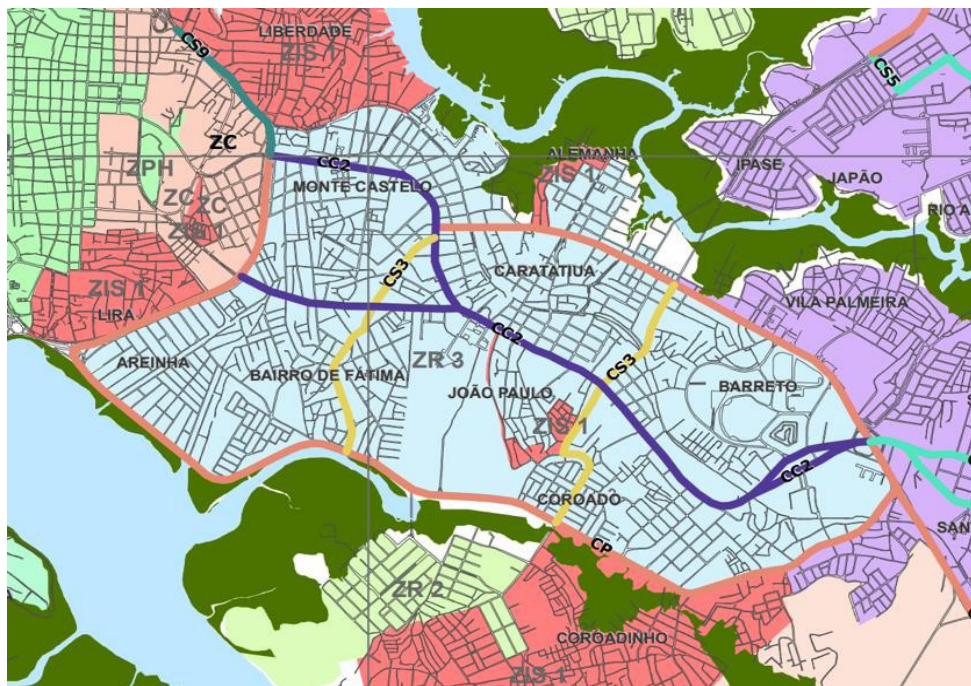 LIBERDADE
ZIS 1
CS9
CS5
ZC
CC2
ALEMANHA
ZIS 1
IPASE
JAPÃO
ZPH
MONTE CASTELO
ZC
ZC
RIO A
ZIS 1
CS3
CARATATIUA
ZIS 1
LIRA
VILA PALMEIRA
CC2
AREINHA
ZR 3
CS3
BAIRRO DE FÁTIMA
BARRETO
JOÃO PAULO
ZIS 1
CC2
COROADO
SAN
CP
ZR 2
COROADINHO
ZIS 1